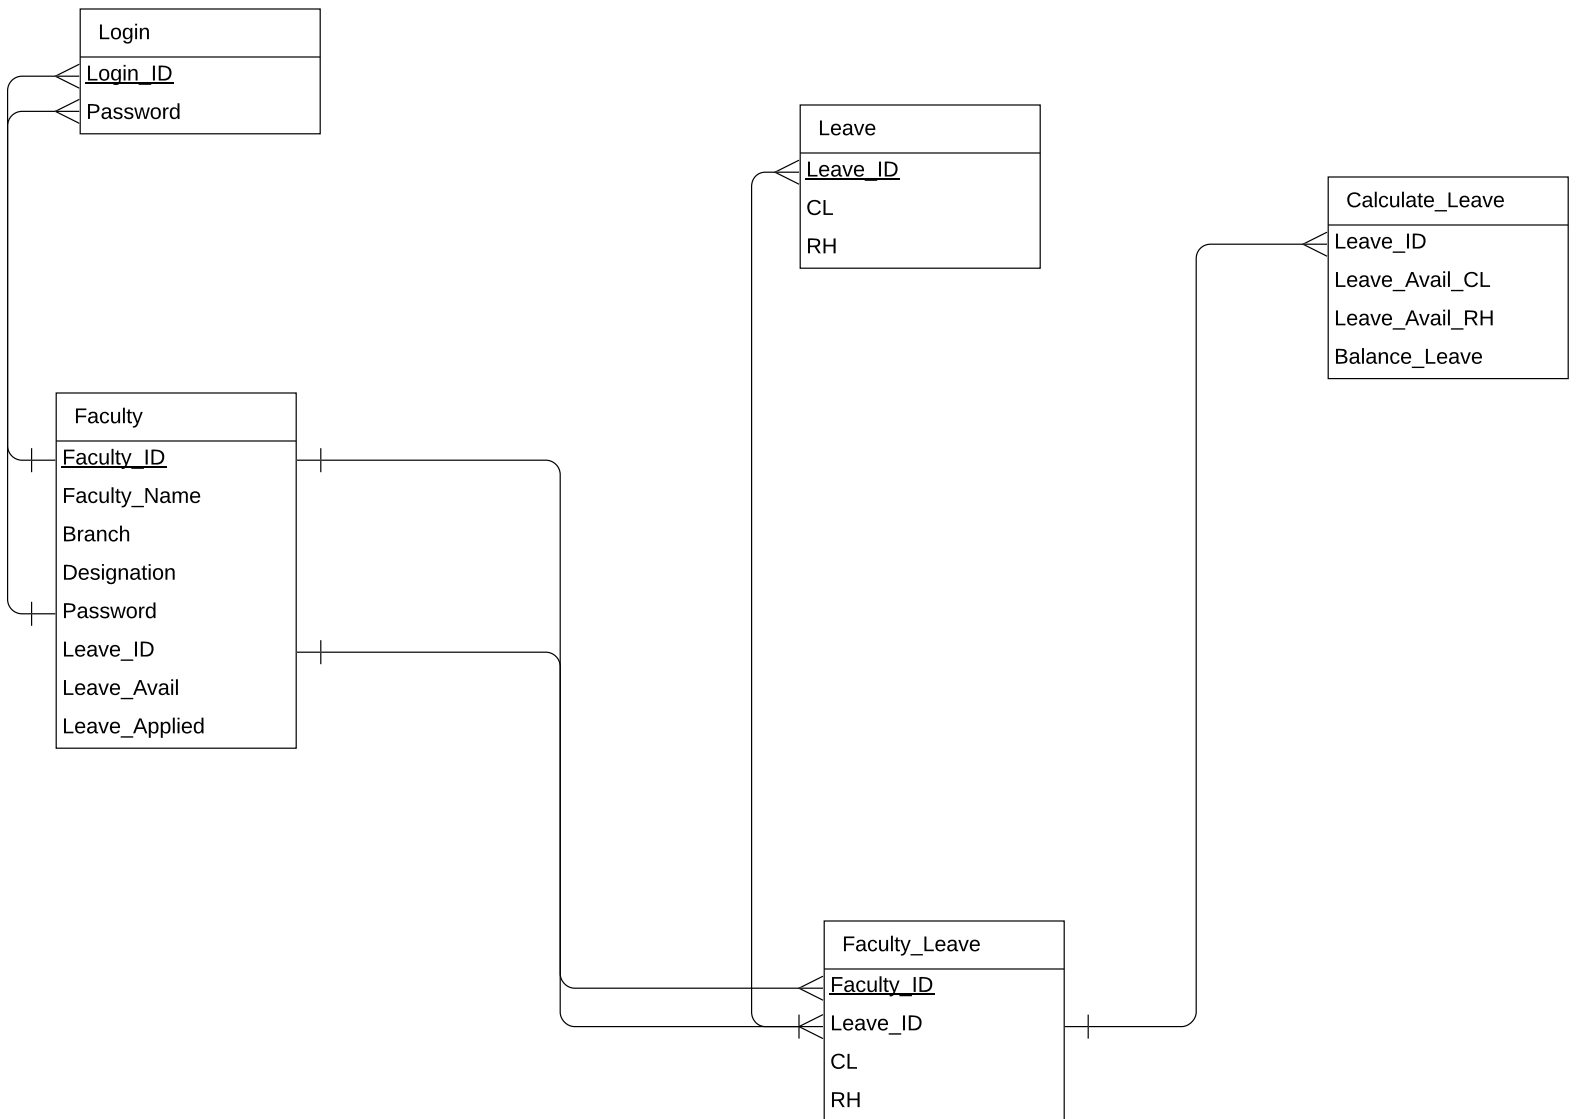 Login
Login_ID
Password
Leave
Leave_ID
CL
RH
Calculate_Leave
Leave_ID
Leave_Avail_CL
Leave_Avail_RH
Balance_Leave
Faculty
Faculty_ID
Faculty_Name
Branch
Designation
Password
Leave_ID
Leave_Avail
Leave_Applied
Faculty_Leave
Faculty_ID
Leave_ID
CL
RH